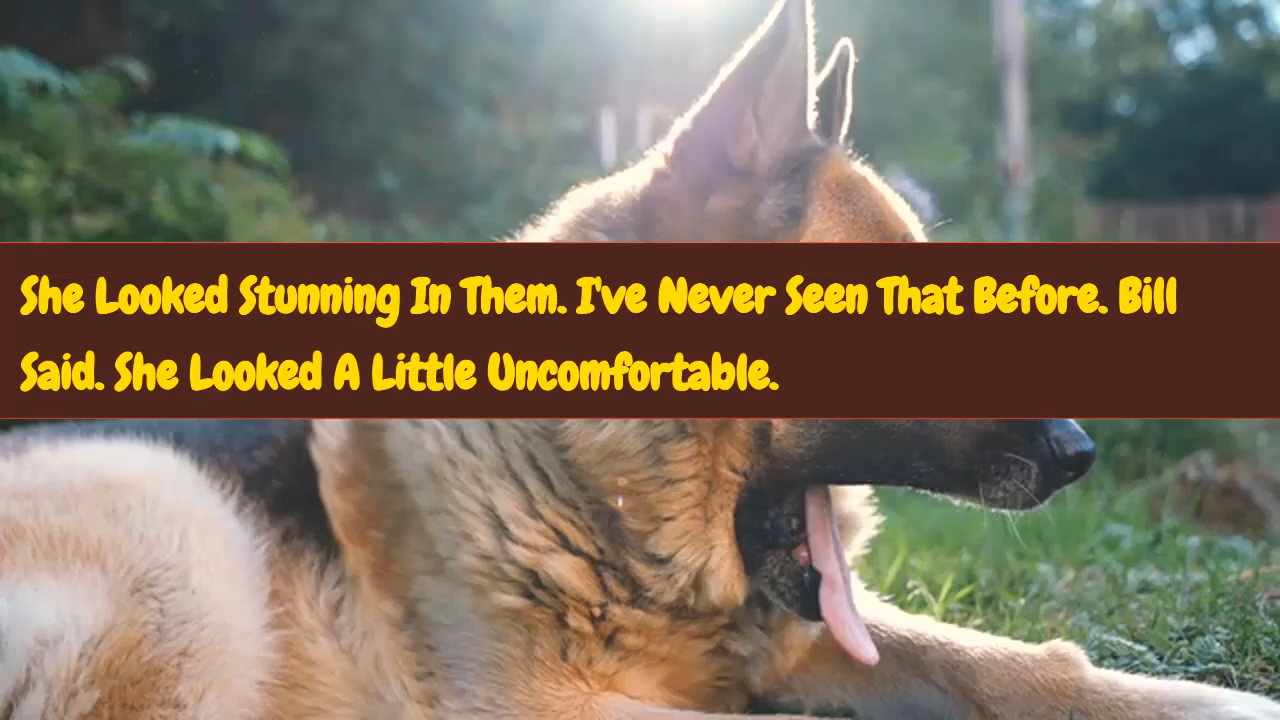 She Looked Stunning In Them. I've Never Seen That Before. Bill
Said. She Looked A Little Uncomfortable.